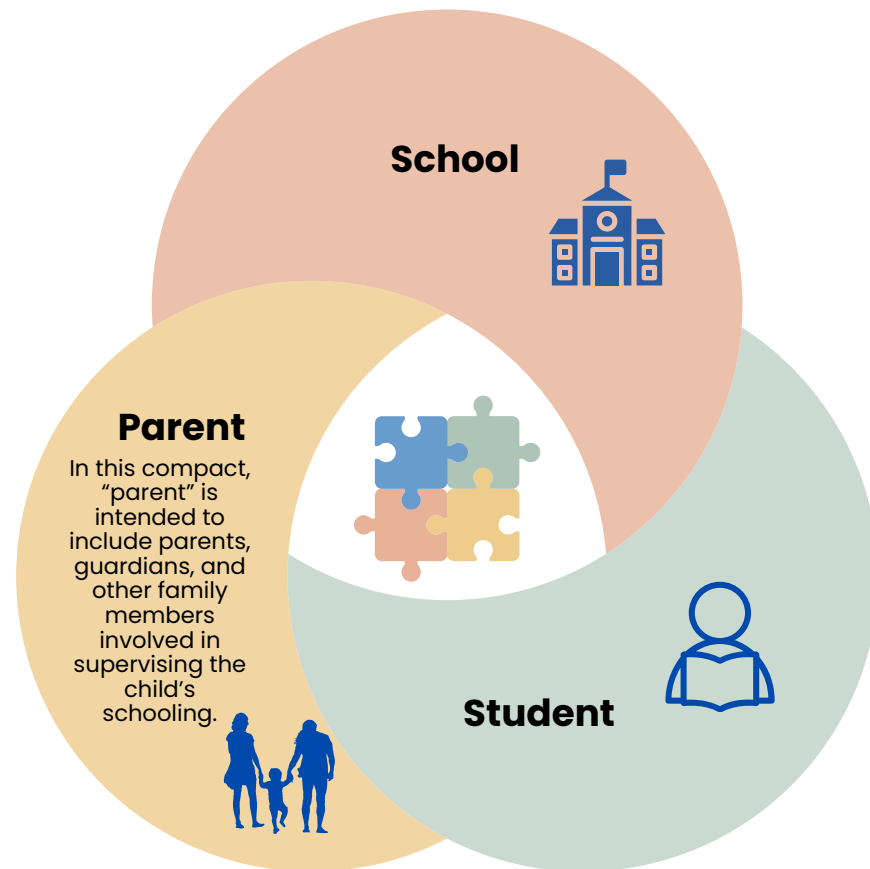 School
Parent
In this compact,
“parent” is
intended to
include parents,
guardians, and
other family
members
involved in
supervising the
child’s
schooling.
Student